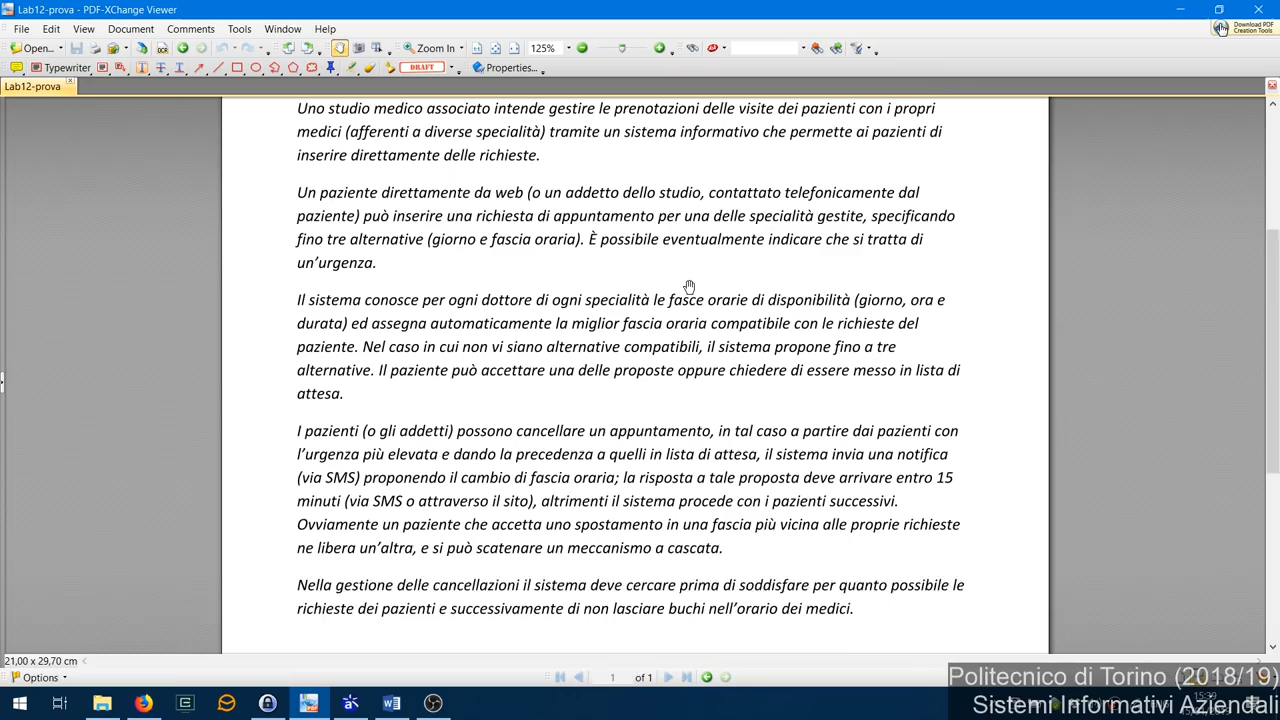 Lab12-prova - PDF-XChange Viewer
File Edit View Document Comments Tools Window Help
Download PDF
Creation Tools
Open... Zoom In 125%
Typewriter DRAFT Properties...
Lab12-prova
Uno studio medico associato intende gestire le prenotazioni delle visite dei pazienti con i propri
medici (afferenti a diverse specialità) tramite un sistema informativo che permette ai pazienti di
inserire direttamente delle richieste.
Un paziente direttamente da web (o un addetto dello studio, contattato telefonicamente dal
paziente) può inserire una richiesta di appuntamento per una delle specialità gestite, specificando
fino tre alternative (giorno e fascia oraria). È possibile eventualmente indicare che si tratta di
un'urgenza.
Il sistema conosce per ogni dottore di ogni specialità le fasce orarie di disponibilità (giorno, ora e
durata) ed assegna automaticamente la miglior fascia oraria compatibile con le richieste del
paziente. Nel caso in cui non vi siano alternative compatibili, il sistema propone fino a tre
alternative. Il paziente può accettare una delle proposte oppure chiedere di essere messo in lista di
attesa.
I pazienti (o gli addetti) possono cancellare un appuntamento, in tal caso a partire dai pazienti con
l'urgenza più elevata e dando la precedenza a quelli in lista di attesa, il sistema invia una notifica
(via SMS) proponendo il cambio di fascia oraria; la risposta a tale proposta deve arrivare entro 15
minuti (via SMS o attraverso il sito), altrimenti il sistema procede con i pazienti successivi.
Ovviamente un paziente che accetta uno spostamento in una fascia più vicina alle proprie richieste
ne libera un'altra, e si può scatenare un meccanismo a cascata.
Nella gestione delle cancellazioni il sistema deve cercare prima di soddisfare per quanto possibile le
richieste dei pazienti e successivamente di non lasciare buchi nell'orario dei medici.
21,00 x 29,70 cm
Options 1 of 1
Politecnico di Torino (2018/19)
Sistemi Informativi Aziendali